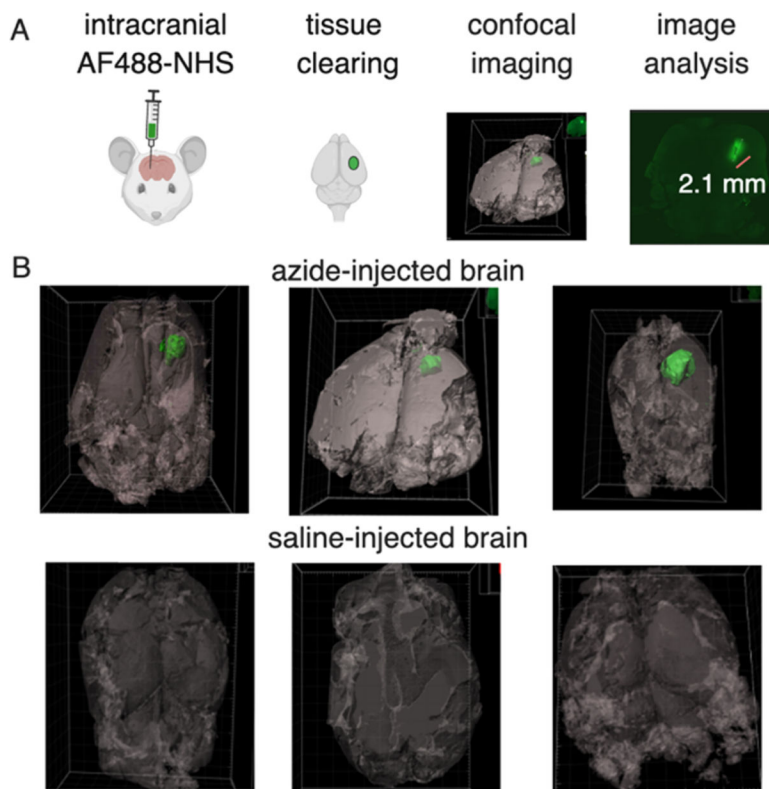 A
intracranial
AF488-NHS
tissue
clearing
confocal
imaging
image
analysis
2.1 mm
B
azide-injected brain
saline-injected brain